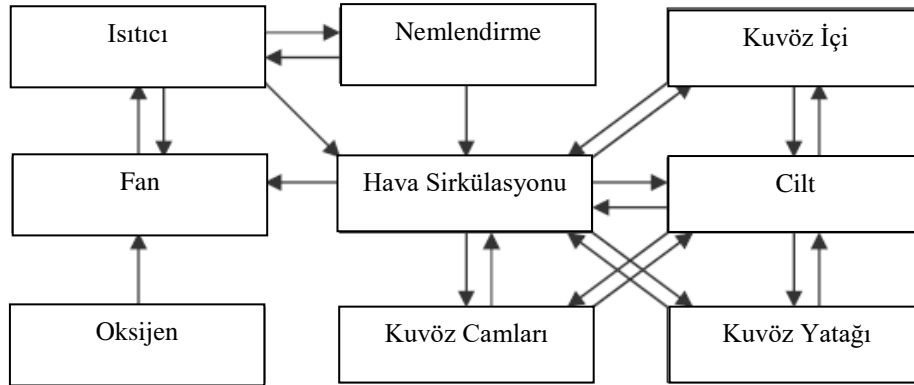 Isıtıcı
Nemlendirme
Kuvöz İçi
Fan
Hava Sirkülasyonu
Cilt
Oksijen
Kuvöz Camları
Kuvöz Yatağı